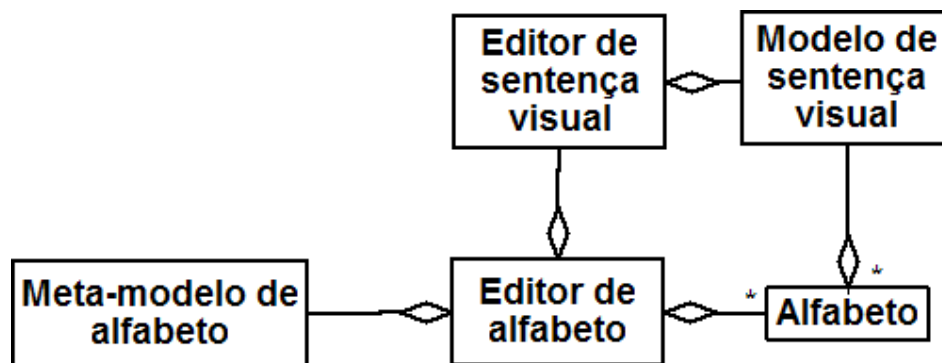 Editor de
sentença
visual
Modelo de
sentença
visual
Meta-modelo de
alfabeto
Editor de
alfabeto
*
*
Alfabeto